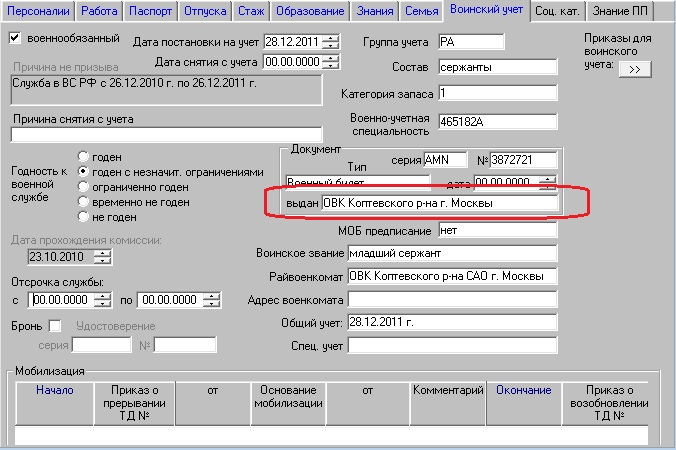 Персоналии Работа Паспорт Отпуска Стаж Образование Знания Семья Воинский учет Соц. кат. Знание ПП
военнообязанный Дата постановки на учет 28.12.2011 Группа учета РА Приказы для воинского учета: >>
Дата снятия с учета 00.00.0000
Причина не призыва Состав сержанты
Служба в ВС РФ с 26.12.2010 г. по 26.12.2011 г.
Категория запаса 1
Причина снятия с учета
Военно-учетная специальность 465182А
Документ
Тип серия AMN № 3872721
Военный билет дата 00.00.0000
выдан ОВК Коптевского р-на г. Москвы
Годность к военной службе
годен
годен с незначит. ограничениями
ограниченно годен
временно не годен
не годен
МОБ предписание нет
Дата прохождения комиссии:
23.10.2010
Воинское звание младший сержант
Райвоенкомат ОВК Коптевского р-на САО г. Москвы
Отсрочка службы:
с 00.00.0000 по 00.00.0000
Адрес военкомата
Общий учет: 28.12.2011 г.
Бронь Удостоверение
серия №
Спец. учет
Мобилизация
Начало Приказ о прерывании ТД № от Основание мобилизации от Комментарий Окончание Приказ о возобновлении ТД №